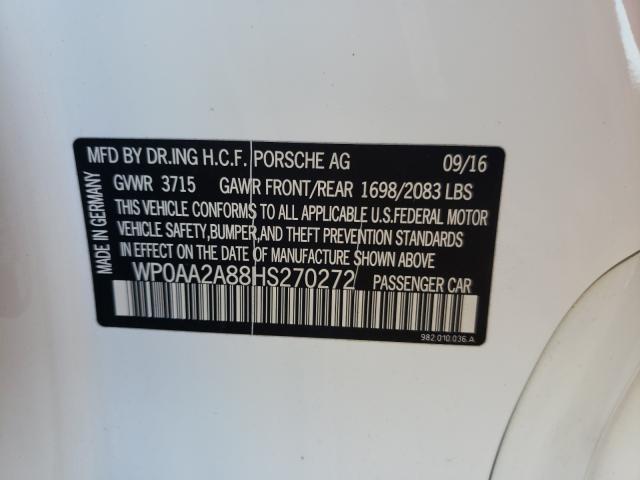 MFD BY DR.ING H.C.F. PORSCHE AG 09/16
GVWR 3715 GAWR FRONT/REAR 1698/2083 LBS
THIS VEHICLE CONFORMS TO ALL APPLICABLE U.S.FEDERAL MOTOR
VEHICLE SAFETY,BUMPER,AND THEFT PREVENTION STANDARDS
IN EFFECT ON THE DATE OF MANUFACTURE SHOWN ABOVE
WP0AA2A88HS270272 PASSENGER CAR
982.010.036.A
MADE IN GERMANY